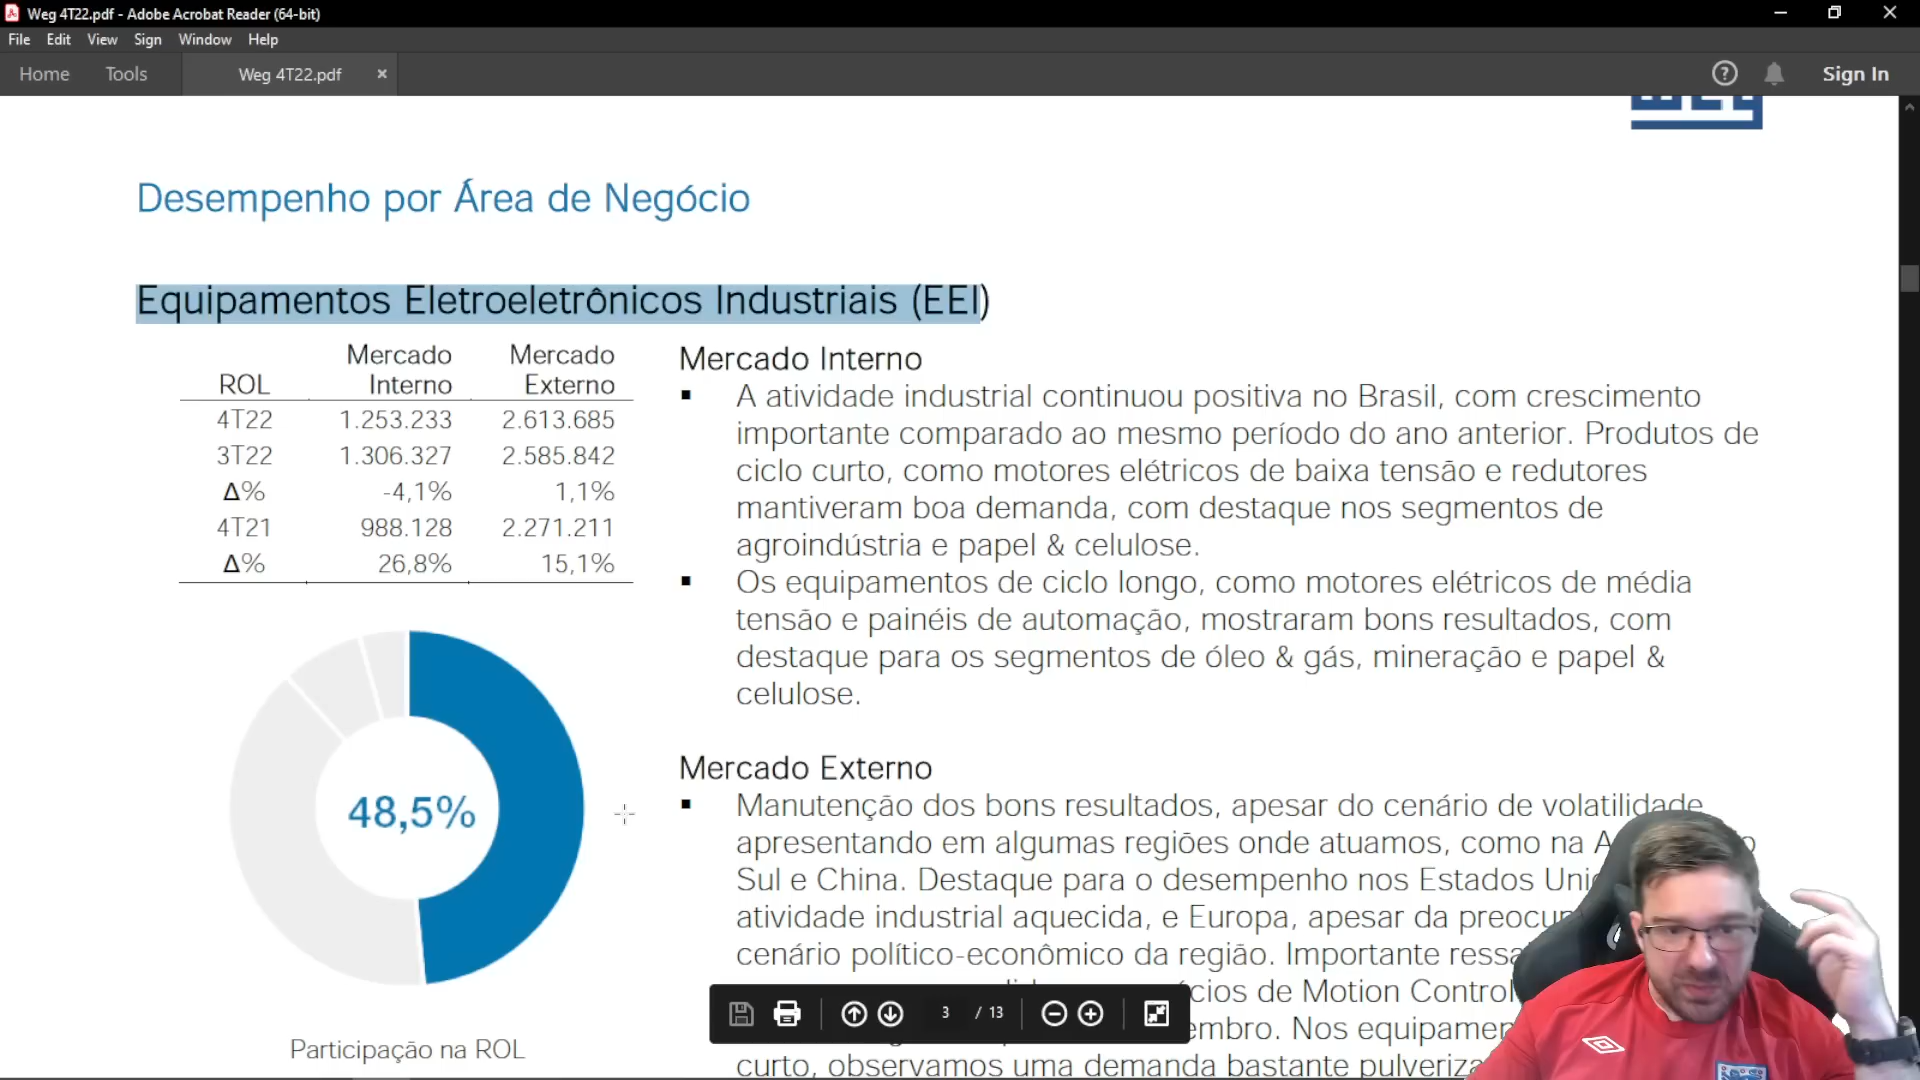 Weg 4T22.pdf - Adobe Acrobat Reader (64-bit)
File Edit View Sign Window Help
Home Tools Weg 4T22.pdf Sign In
Desempenho por Área de Negócio
Equipamentos Eletroeletrônicos Industriais (EEI)
ROL Mercado Interno Mercado Externo
4T22 1.253.233 2.613.685
3T22 1.306.327 2.585.842
Δ% -4,1% 1,1%
4T21 988.128 2.271.211
Δ% 26,8% 15,1%
48,5%
Participação na ROL
Mercado Interno
▪ A atividade industrial continuou positiva no Brasil, com crescimento
importante comparado ao mesmo período do ano anterior. Produtos de
ciclo curto, como motores elétricos de baixa tensão e redutores
mantiveram boa demanda, com destaque nos segmentos de
agroindústria e papel & celulose.
▪ Os equipamentos de ciclo longo, como motores elétricos de média
tensão e painéis de automação, mostraram bons resultados, com
destaque para os segmentos de óleo & gás, mineração e papel &
celulose.
Mercado Externo
▪ Manutenção dos bons resultados, apesar do cenário de volatilidade
apresentando em algumas regiões onde atuamos, como na
Sul e China. Destaque para o desempenho nos Estados
atividade industrial aquecida, e Europa, apesar da
cenário político-econômico da região. Importante
de Motion Control
Nos
curto, observamos uma demanda bastante
3 / 13